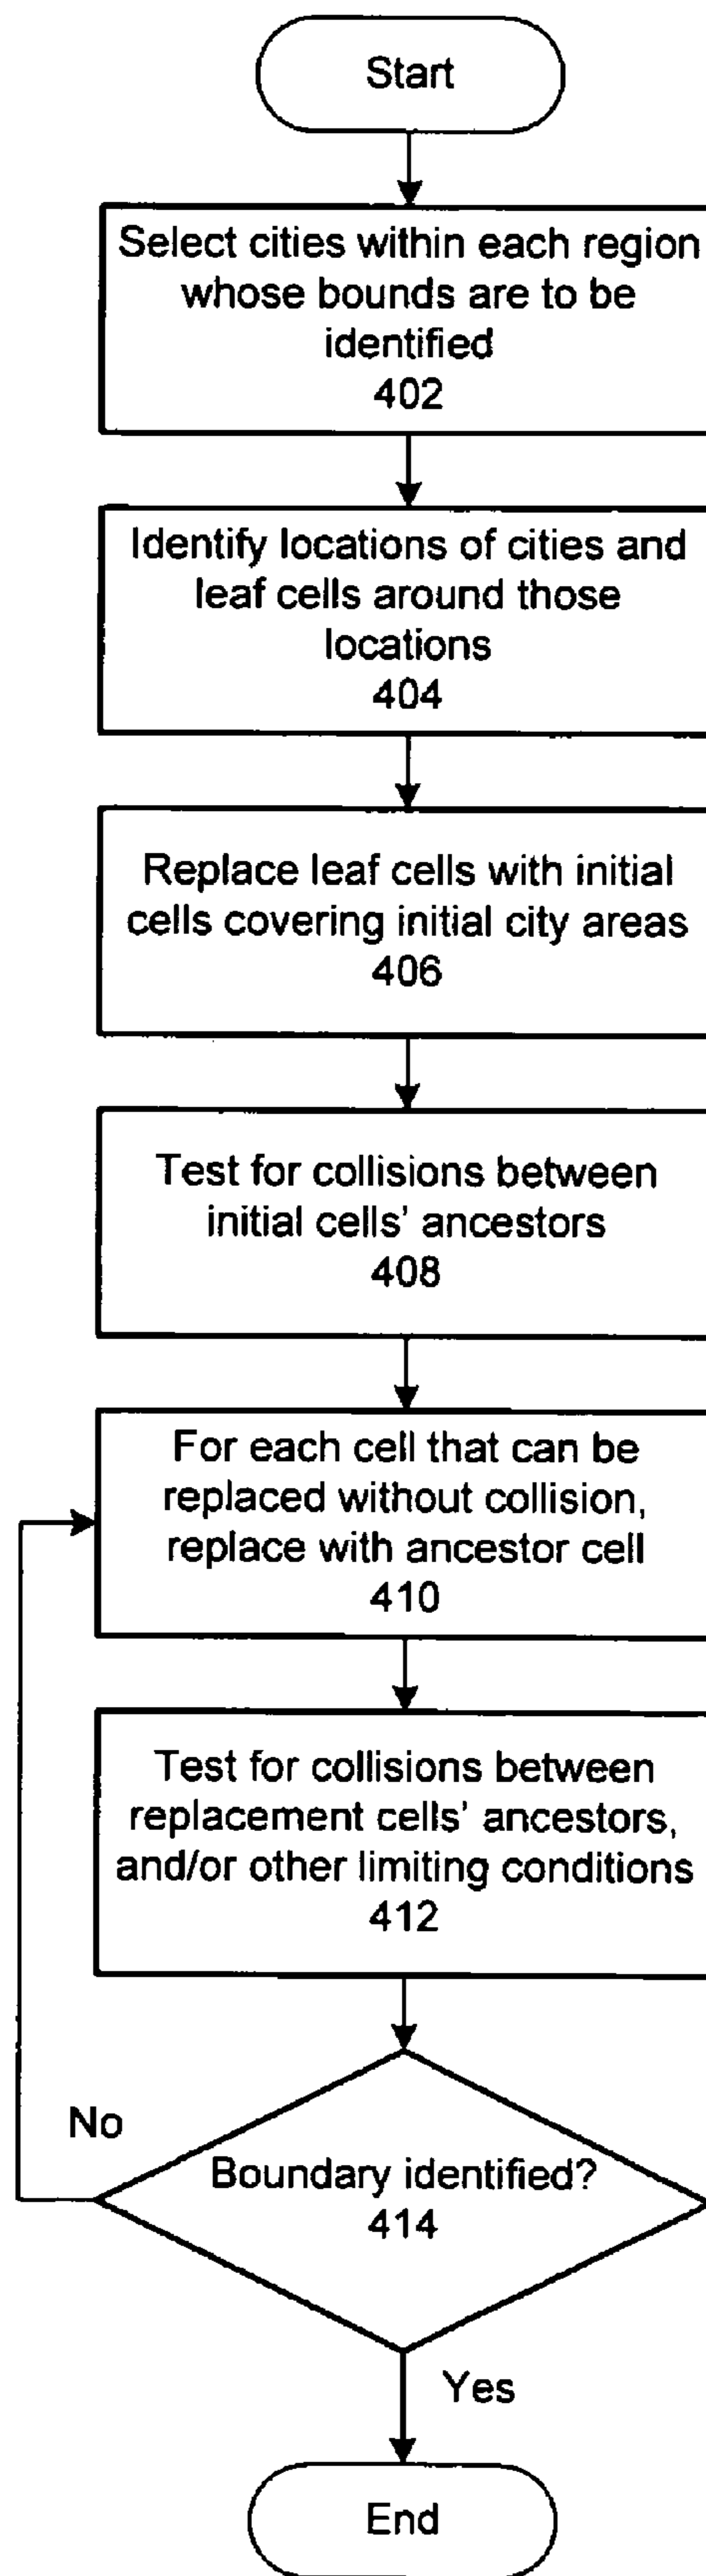 Start
Select cities within each region
whose bounds are to be
identified
402
Identify locations of cities and
leaf cells around those
locations
404
Replace leaf cells with initial
cells covering initial city areas
406
Test for collisions between
initial cells' ancestors
408
For each cell that can be
replaced without collision,
replace with ancestor cell
410
Test for collisions between
replacement cells' ancestors,
and/or other limiting conditions
412
No
Boundary identified?
414
Yes
End